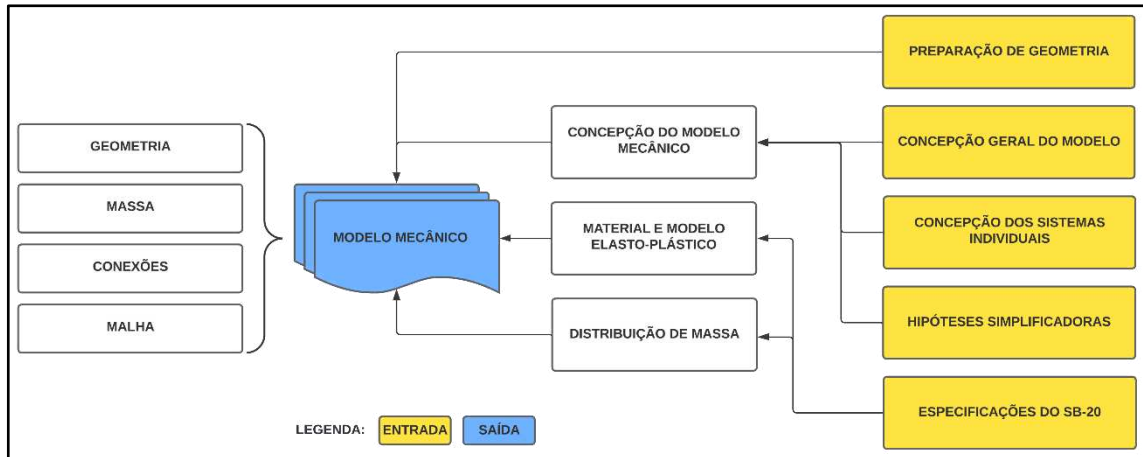 PREPARAÇÃO DE GEOMETRIA
GEOMETRIA
MASSA
CONEXÕES
MALHA
MODELO MECÂNICO
CONCEPÇÃO DO MODELO
MECÂNICO
MATERIAL E MODELO
ELASTO-PLÁSTICO
DISTRIBUIÇÃO DE MASSA
CONCEPÇÃO GERAL DO MODELO
CONCEPÇÃO DOS SISTEMAS
INDIVIDUAIS
HIPÓTESES SIMPLIFICADORAS
ESPECIFICAÇÕES DO SB-20
LEGENDA: ENTRADA SAÍDA